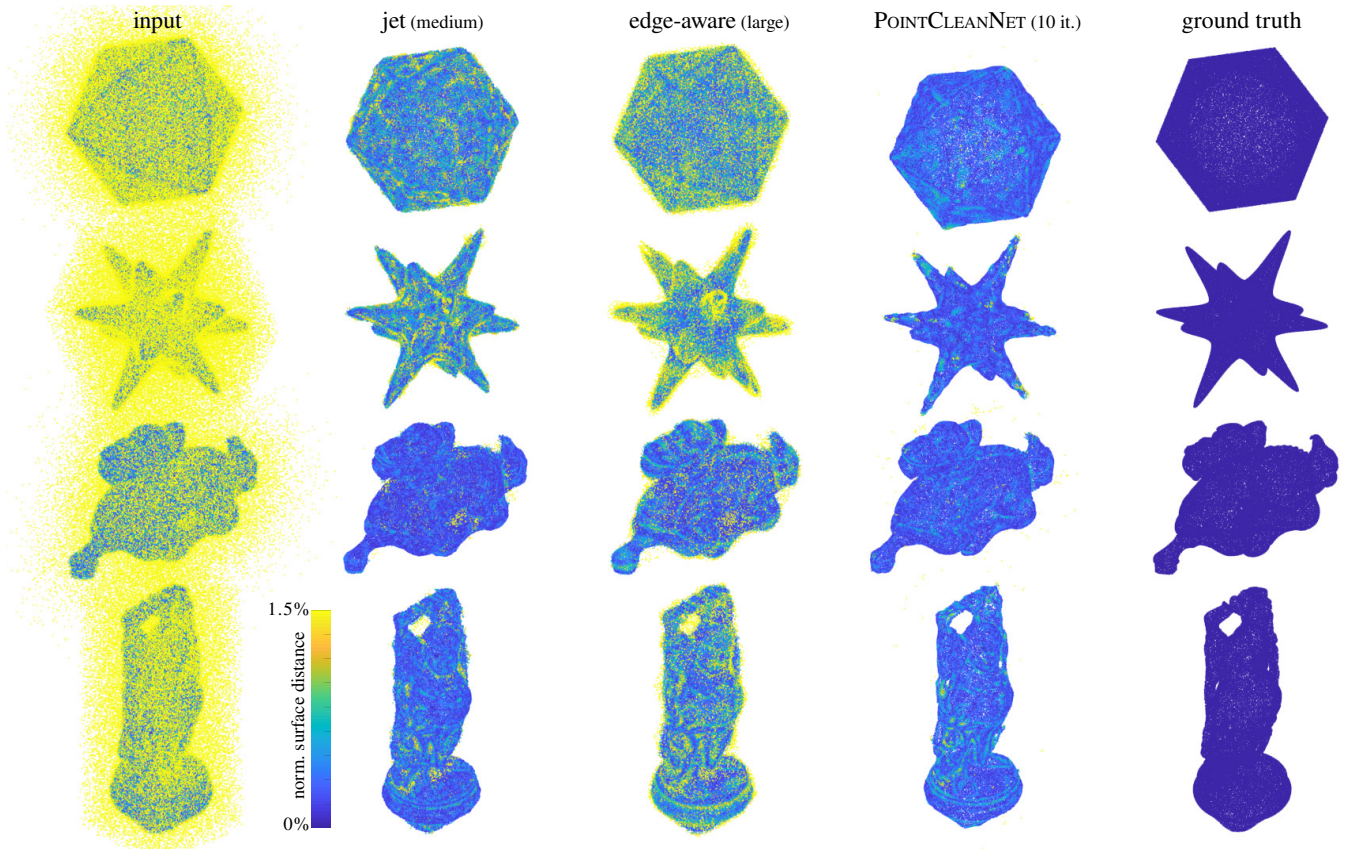 input
jet (medium)
edge-aware (large)
POINTCLEANNET (10 it.)
ground truth
1.5%
norm. surface distance
0%